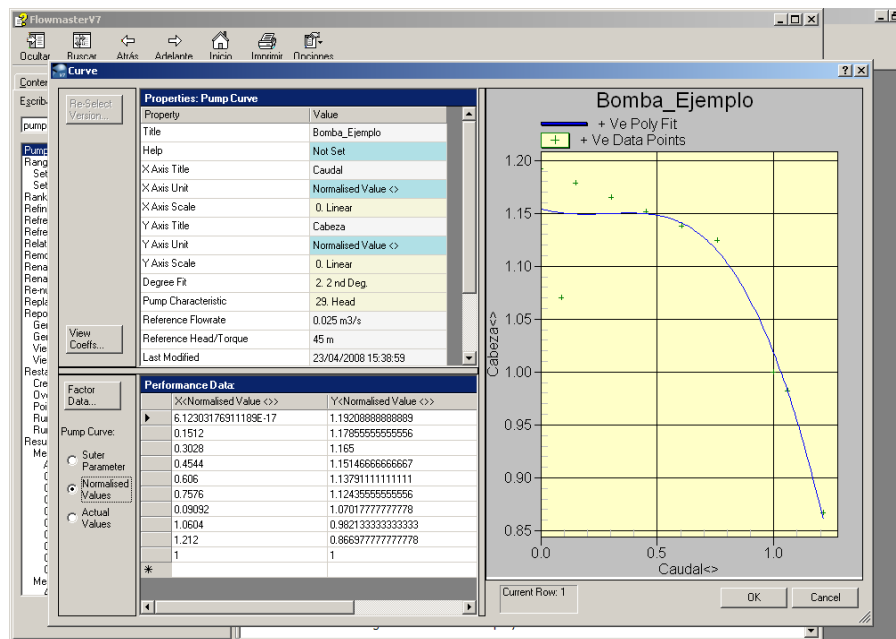 FlowmasterV7
Ocultar Buscar Atrás Adelante Inicio Imprimir Opciones
Curve
Re-Select
Version...
View
Coeffs...
Properties: Pump Curve
Property Value
Title Bomba_Ejemplo
Help Not Set
X Axis Title Caudal
X Axis Unit Normalised Value <>
X Axis Scale 0. Linear
Y Axis Title Cabeza
Y Axis Unit Normalised Value <>
Y Axis Scale 0. Linear
Degree Fit 2. 2 nd Deg.
Pump Characteristic 29. Head
Reference Flowrate 0.025 m3/s
Reference Head/Torque 45 m
Last Modified 23/04/2008 15:38:59
Factor
Data...
Pump Curve:
Suter
Parameter
Normalised
Values
Actual
Values
Performance Data:
X<Normalised Value <>> Y<Normalised Value <>>
6.12303176911189E-17 1.19208888888889
0.1512 1.17855555555556
0.3028 1.165
0.4544 1.15146666666667
0.606 1.13791111111111
0.7576 1.12435555555556
0.09092 1.07017777777778
1.0604 0.982133333333333
1.212 0.866977777777778
1 1
Bomba_Ejemplo
+ Ve Poly Fit
+ Ve Data Points
1.20
1.15
1.10
1.05
1.00
0.95
0.90
0.85
Cabeza<>
0.0 0.5 1.0
Caudal<>
Current Row: 1
OK Cancel